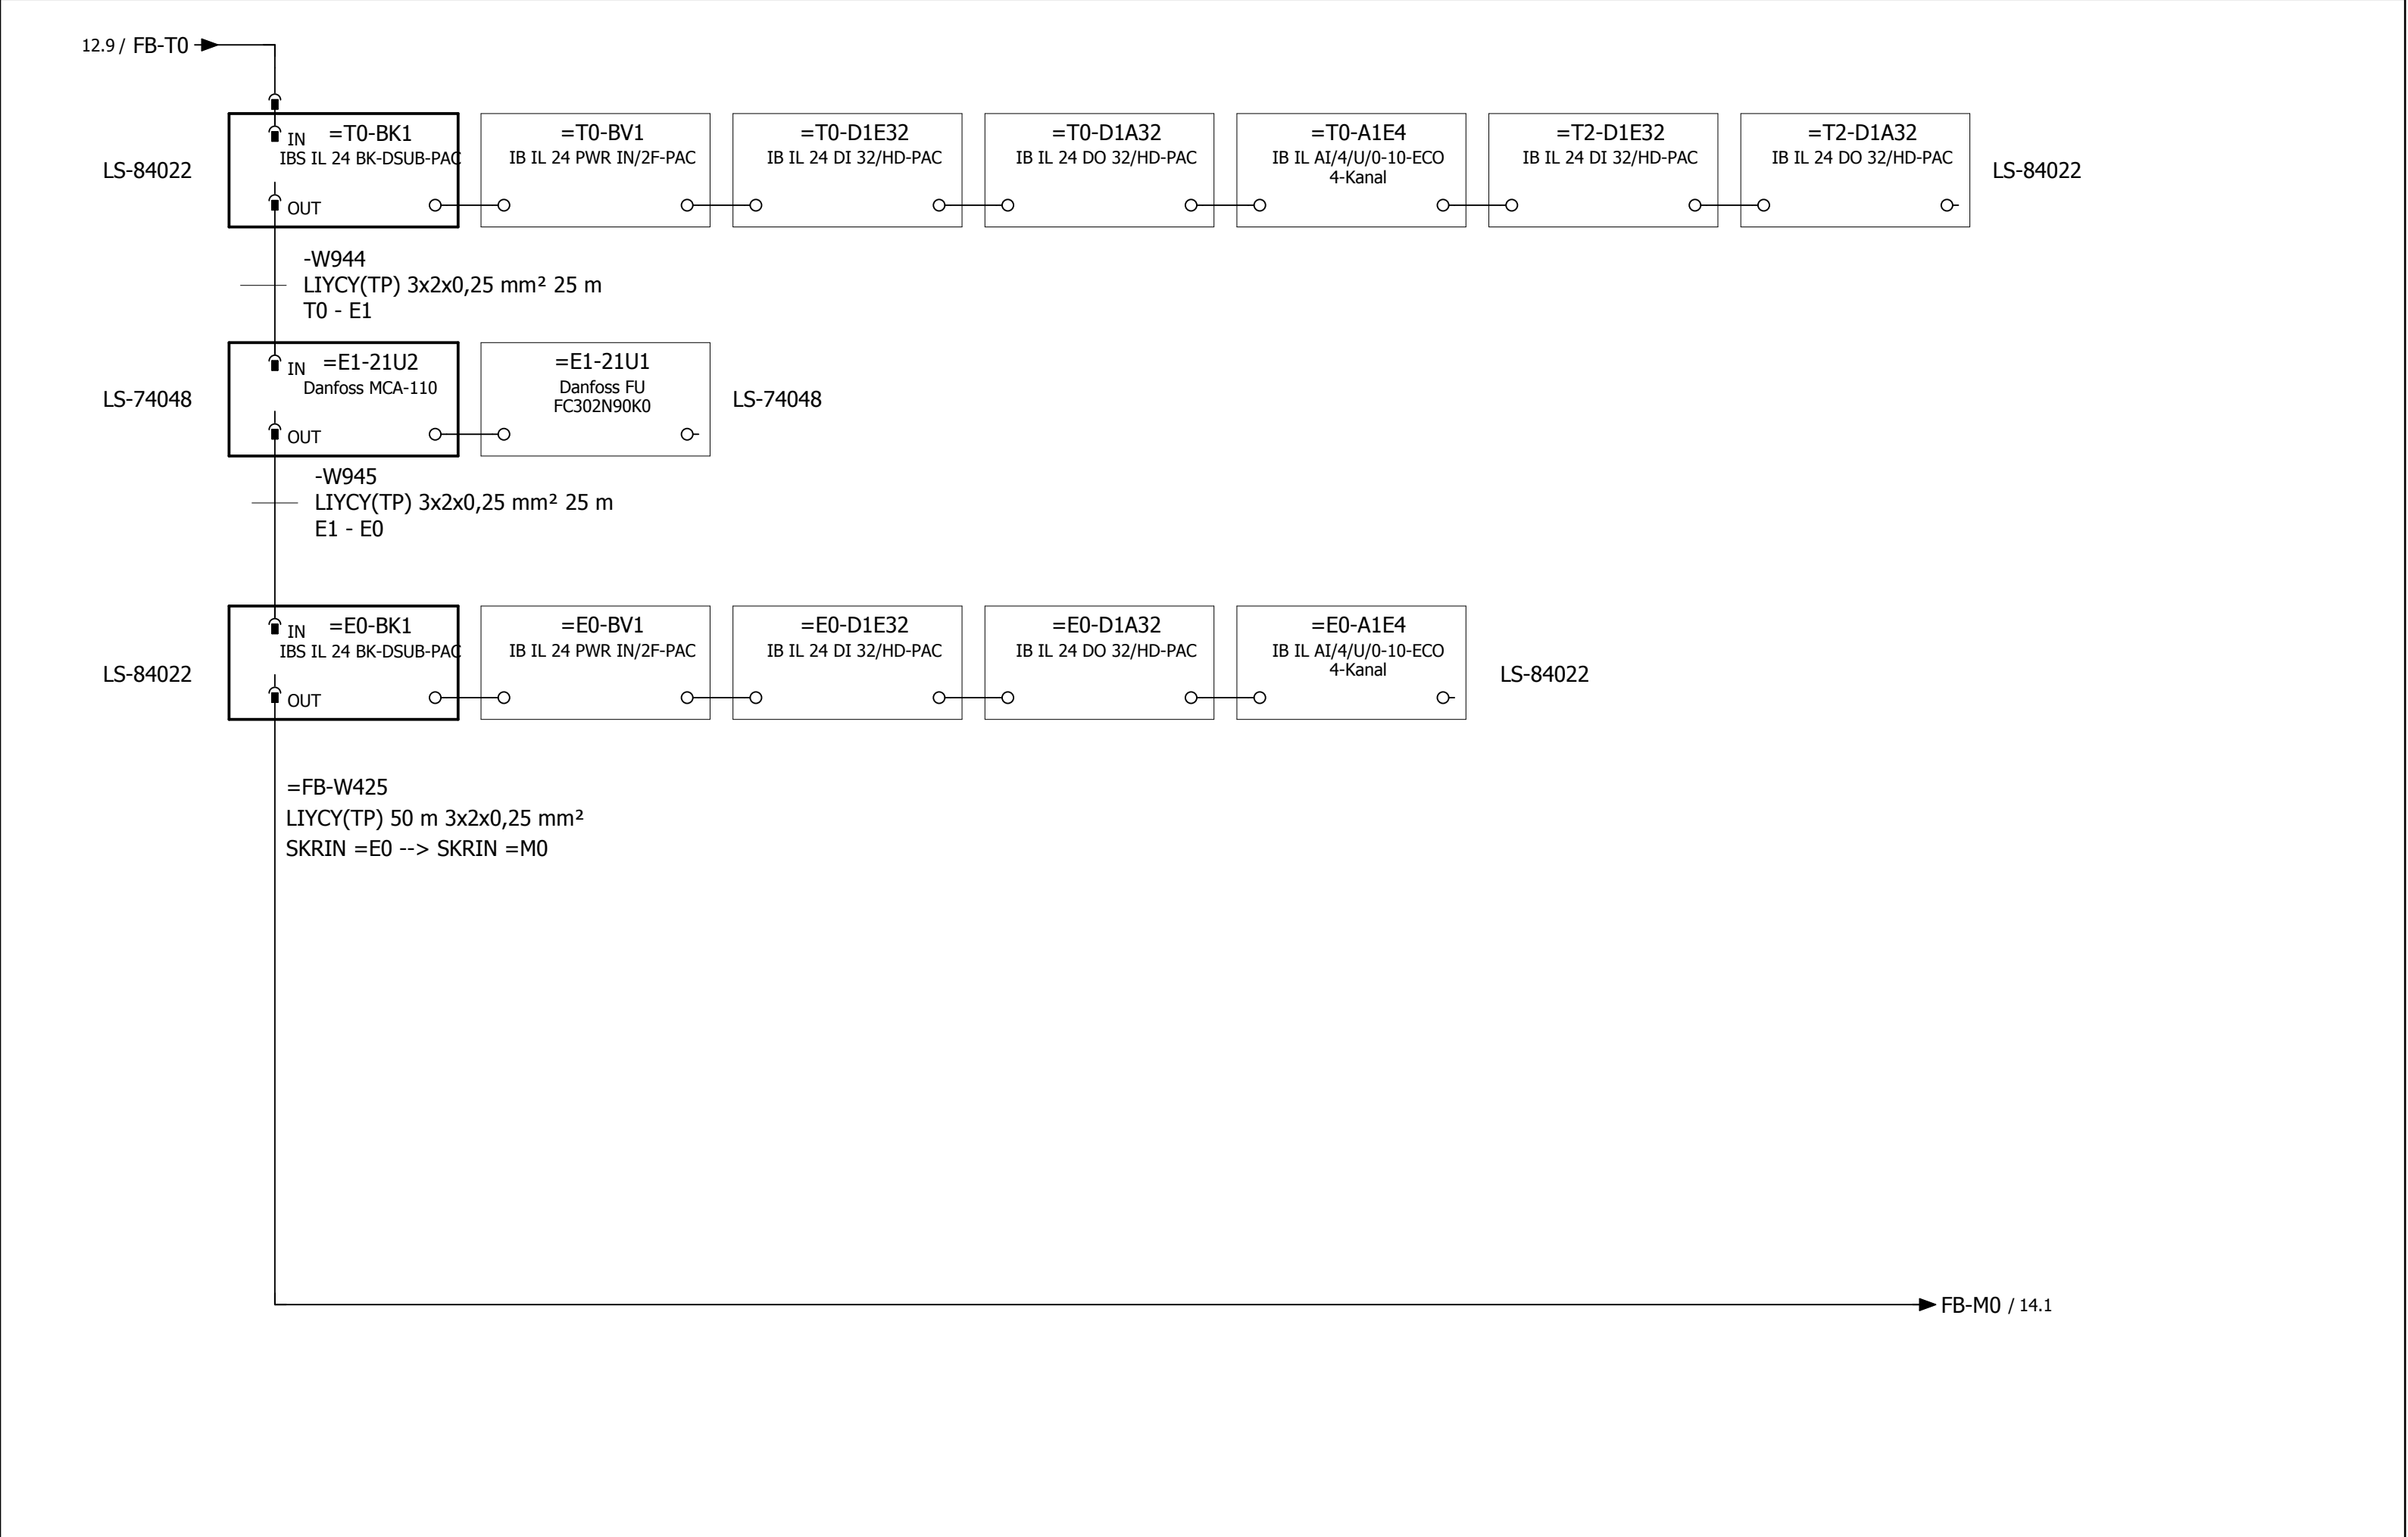 12.9 / FB-T0
LS-84022
IN =T0-BK1
IBS IL 24 BK-DSUB-PAC
OUT
=T0-BV1
IB IL 24 PWR IN/2F-PAC
=T0-D1E32
IB IL 24 DI 32/HD-PAC
=T0-D1A32
IB IL 24 DO 32/HD-PAC
=T0-A1E4
IB IL AI/4/U/0-10-ECO
4-Kanal
=T2-D1E32
IB IL 24 DI 32/HD-PAC
=T2-D1A32
IB IL 24 DO 32/HD-PAC
LS-84022
-W944
LIYCY(TP) 3x2x0,25 mm² 25 m
T0 - E1
LS-74048
IN =E1-21U2
Danfoss MCA-110
OUT
=E1-21U1
Danfoss FU
FC302N90K0
LS-74048
-W945
LIYCY(TP) 3x2x0,25 mm² 25 m
E1 - E0
LS-84022
IN =E0-BK1
IBS IL 24 BK-DSUB-PAC
OUT
=E0-BV1
IB IL 24 PWR IN/2F-PAC
=E0-D1E32
IB IL 24 DI 32/HD-PAC
=E0-D1A32
IB IL 24 DO 32/HD-PAC
=E0-A1E4
IB IL AI/4/U/0-10-ECO
4-Kanal
LS-84022
=FB-W425
LIYCY(TP) 50 m 3x2x0,25 mm²
SKRIN =E0 --> SKRIN =M0
FB-M0 / 14.1